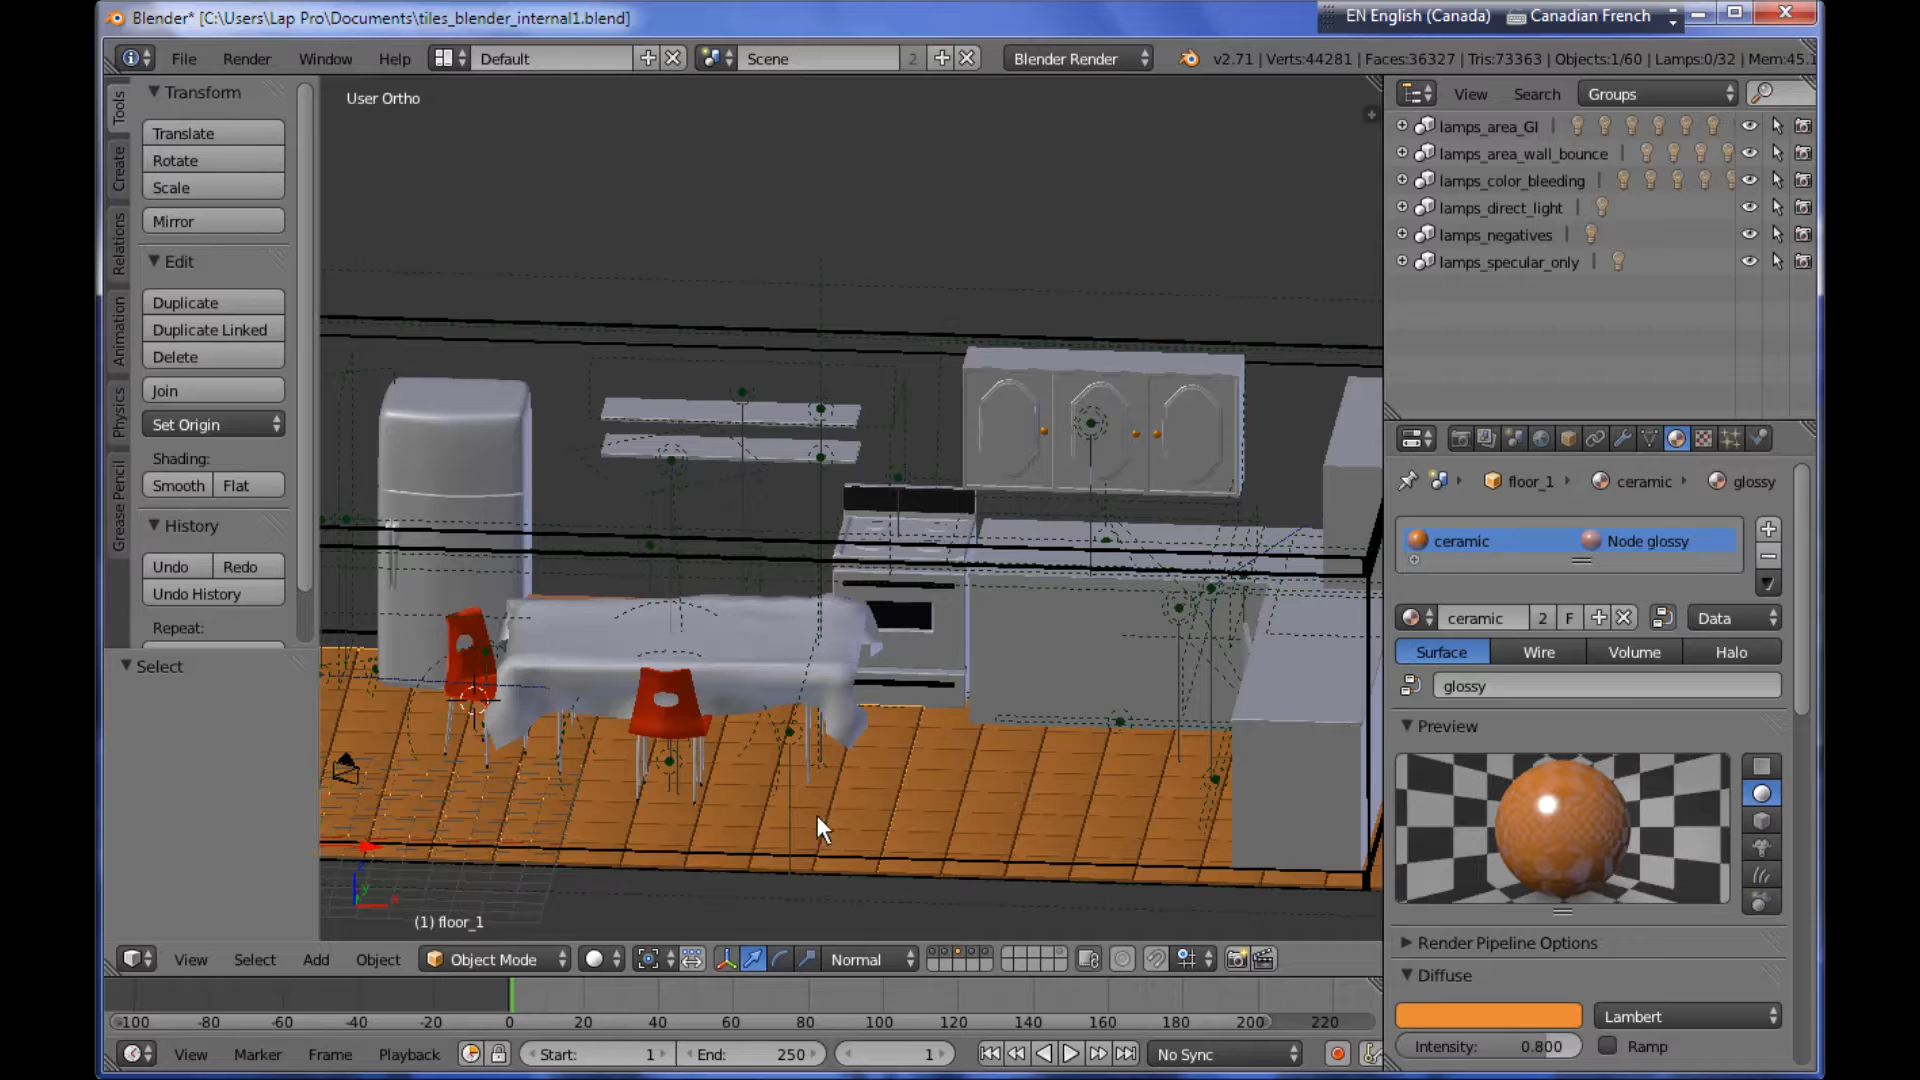 Blender* [C:\Users\Lap Pro\Documents\tiles_blender_internal1.blend]
EN English (Canada) Canadian French
File Render Window Help Default Scene 2 Blender Render v2.71 | Verts:44281 | Faces:36327 | Tris:73363 | Objects:1/60 | Lamps:0/32 | Mem:45.1
Tools
Create
Relations
Animation
Physics
Grease Pencil
Transform
Translate
Rotate
Scale
Mirror
Edit
Duplicate
Duplicate Linked
Delete
Join
Set Origin
Shading:
Smooth Flat
History
Undo Redo
Undo History
Repeat:
Select
User Ortho
(1) floor_1
View Search Groups
lamps_area_GI
lamps_area_wall_bounce
lamps_color_bleeding
lamps_direct_light
lamps_negatives
lamps_specular_only
floor_1 ceramic glossy
ceramic Node glossy
ceramic 2 F Data
Surface Wire Volume Halo
glossy
Preview
Render Pipeline Options
Diffuse
Lambert
Intensity: 0.800 Ramp
View Select Add Object Object Mode Normal
-100 -80 -60 -40 -20 0 20 40 60 80 100 120 140 160 180 200 220
View Marker Frame Playback Start: 1 End: 250 1 No Sync